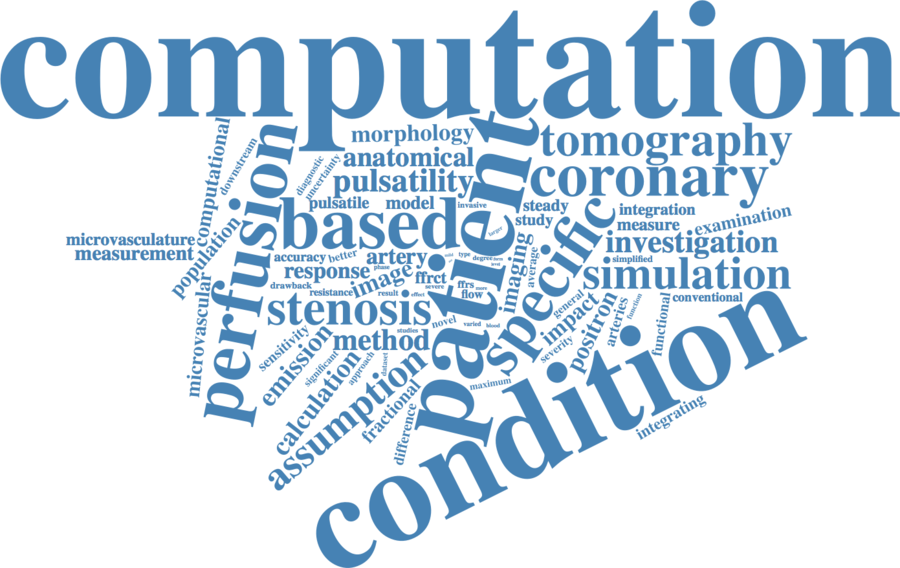 computation
condition
patient
perfusion
based
specific
coronary
tomography
simulation
stenosis
assumption
investigation
pulsatility
anatomical
morphology
method
calculation
emission
positron
imaging
image
impact
response
artery
measurement
microvasculature
computational
downstream
diagnostic
uncertainty
population
microvascular
pulsatile
model
invasive
steady
study
integration
measure
examination
simplified
conventional
accuracy
better
phase
drawback
resistance
result
effect
ffrct
severe
ffrs
more
flow
type
degree
larger
average
general
severity
arteries
function
functional
sensitivity
significant
approach
dataset
studies
novel
varied
blood
fractional
difference
maximum
integrating